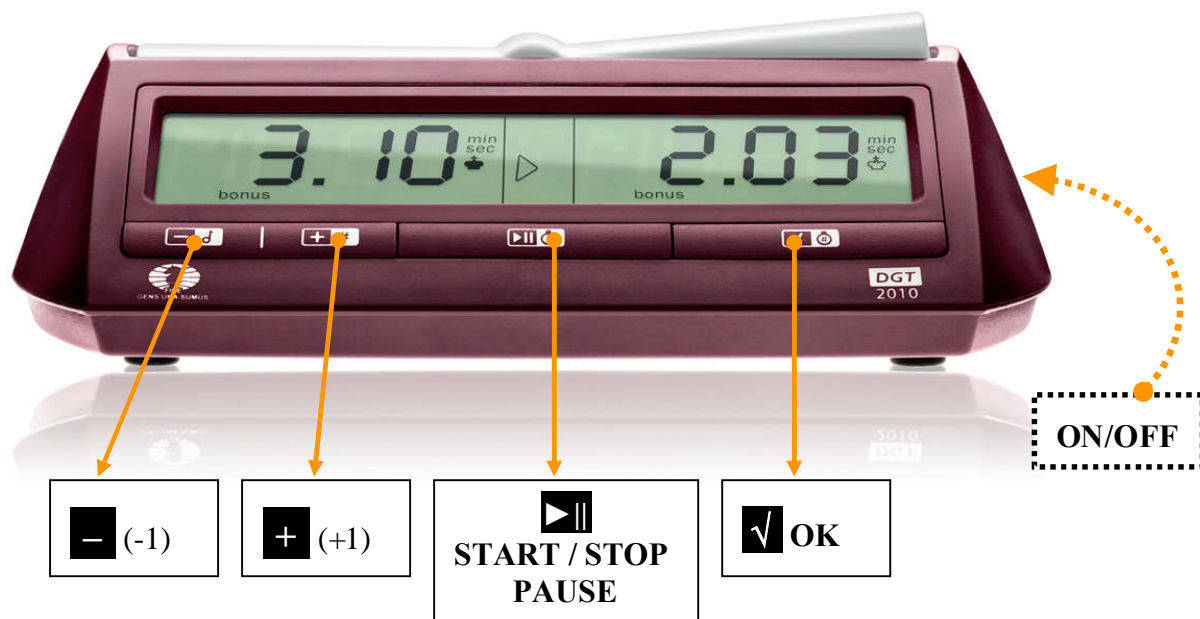 3. 10 min sec
bonus
2.03 min sec
bonus
FIDE
GENS UNA SUMUS
DGT
2010
ON/OFF
– (-1)
+ (+1)
►||
START / STOP
PAUSE
√ OK